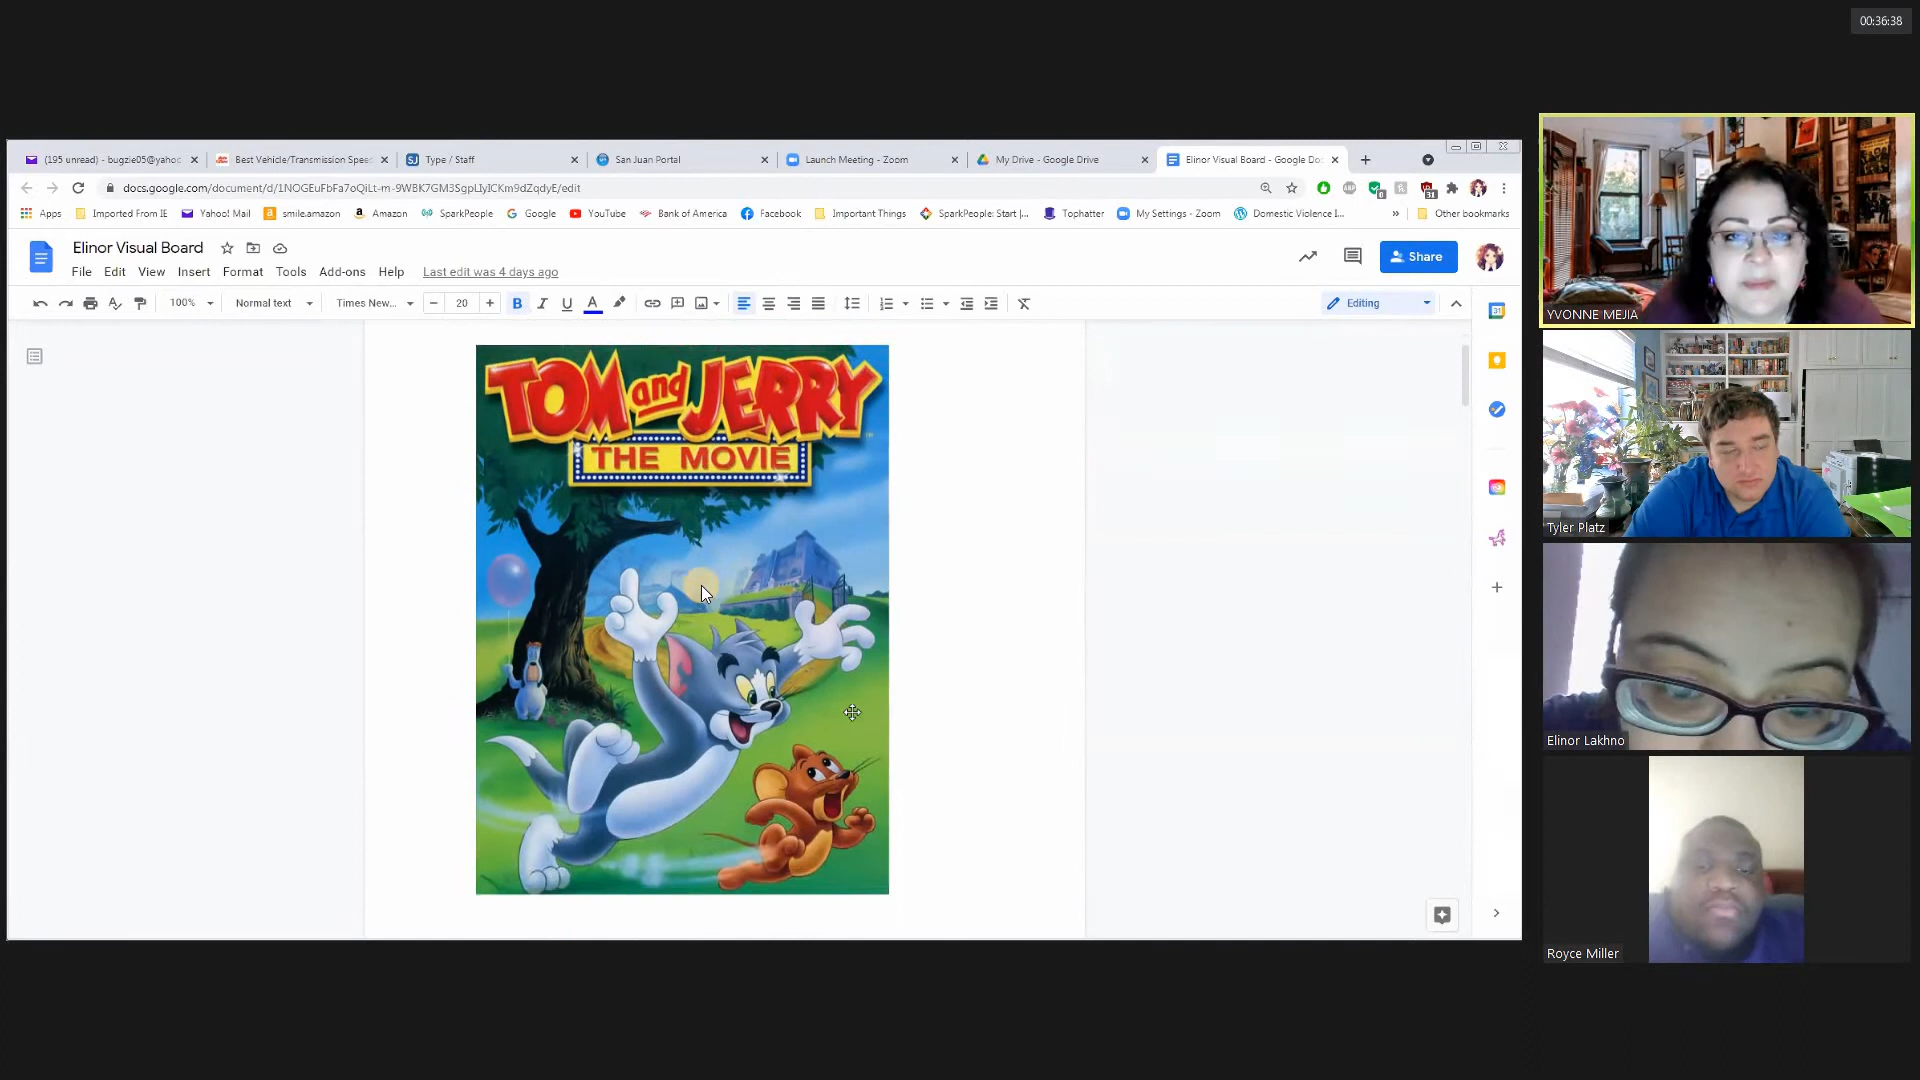 00:36:38
(195 unread) - bugzie05@yahoo
Best Vehicle/Transmission Speed
Type / Staff
San Juan Portal
Launch Meeting - Zoom
My Drive - Google Drive
Elinor Visual Board - Google Do
docs.google.com/document/d/1NOGEuFbFa7oQiLt-m-9WBK7GM3SgpLIyICKm9dZqdyE/edit
Apps
Imported From IE
Yahoo! Mail
smile.amazon
Amazon
SparkPeople
Google
YouTube
Bank of America
Facebook
Important Things
SparkPeople: Start |...
Tophatter
My Settings - Zoom
Domestic Violence I...
»
Other bookmarks
Elinor Visual Board
Share
File Edit View Insert Format Tools Add-ons Help Last edit was 4 days ago
100% Normal text Times New... 20 B I U A Editing
TOM and JERRY
THE MOVIE
YVONNE MEJIA
Tyler Platz
Elinor Lakhno
Royce Miller